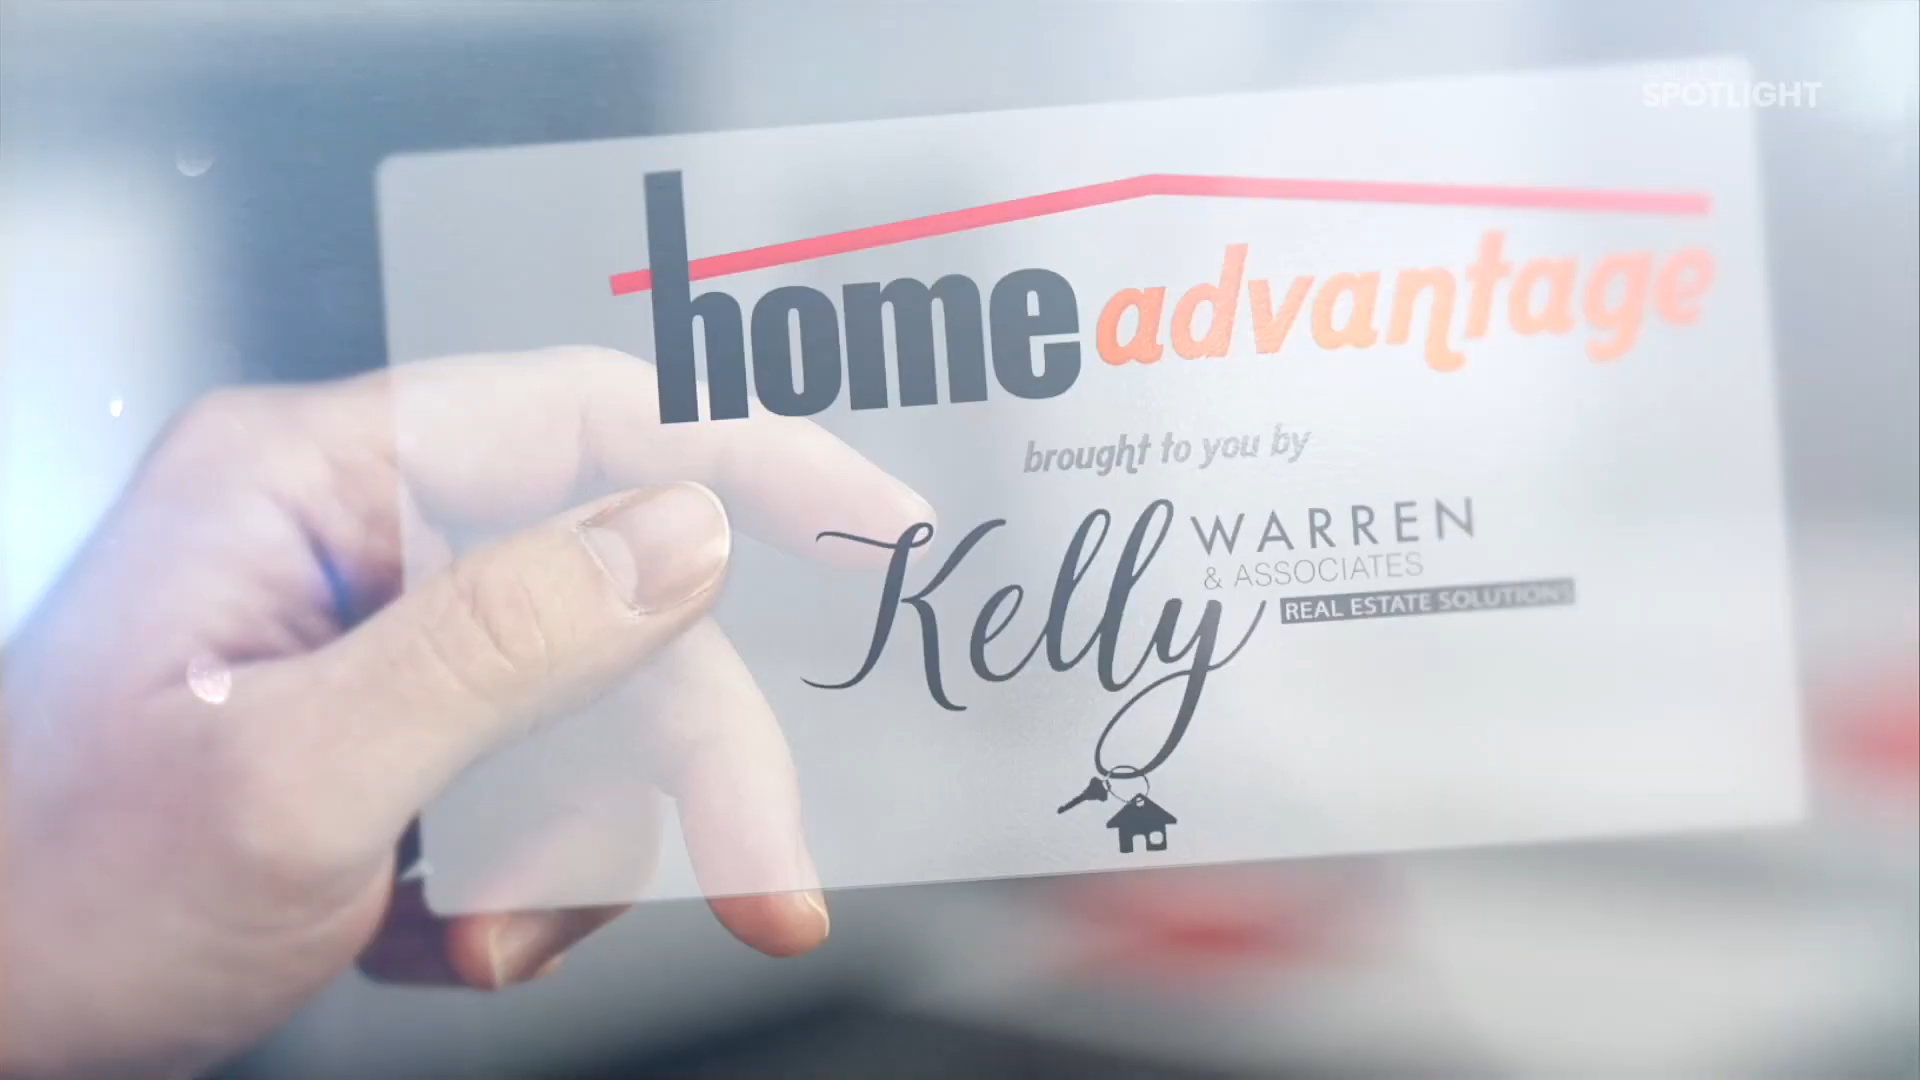 SPOTLIGHT
home advantage
brought to you by
Kelly WARREN
& ASSOCIATES
REAL ESTATE SOLUTIONS